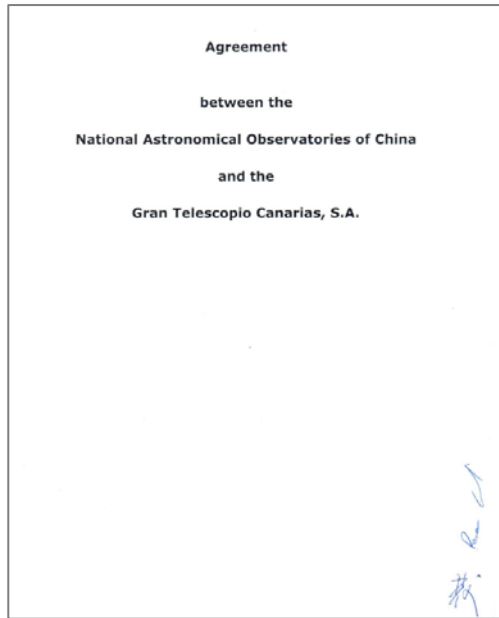 Agreement
between the
National Astronomical Observatories of China
and the
Gran Telescopio Canarias, S.A.